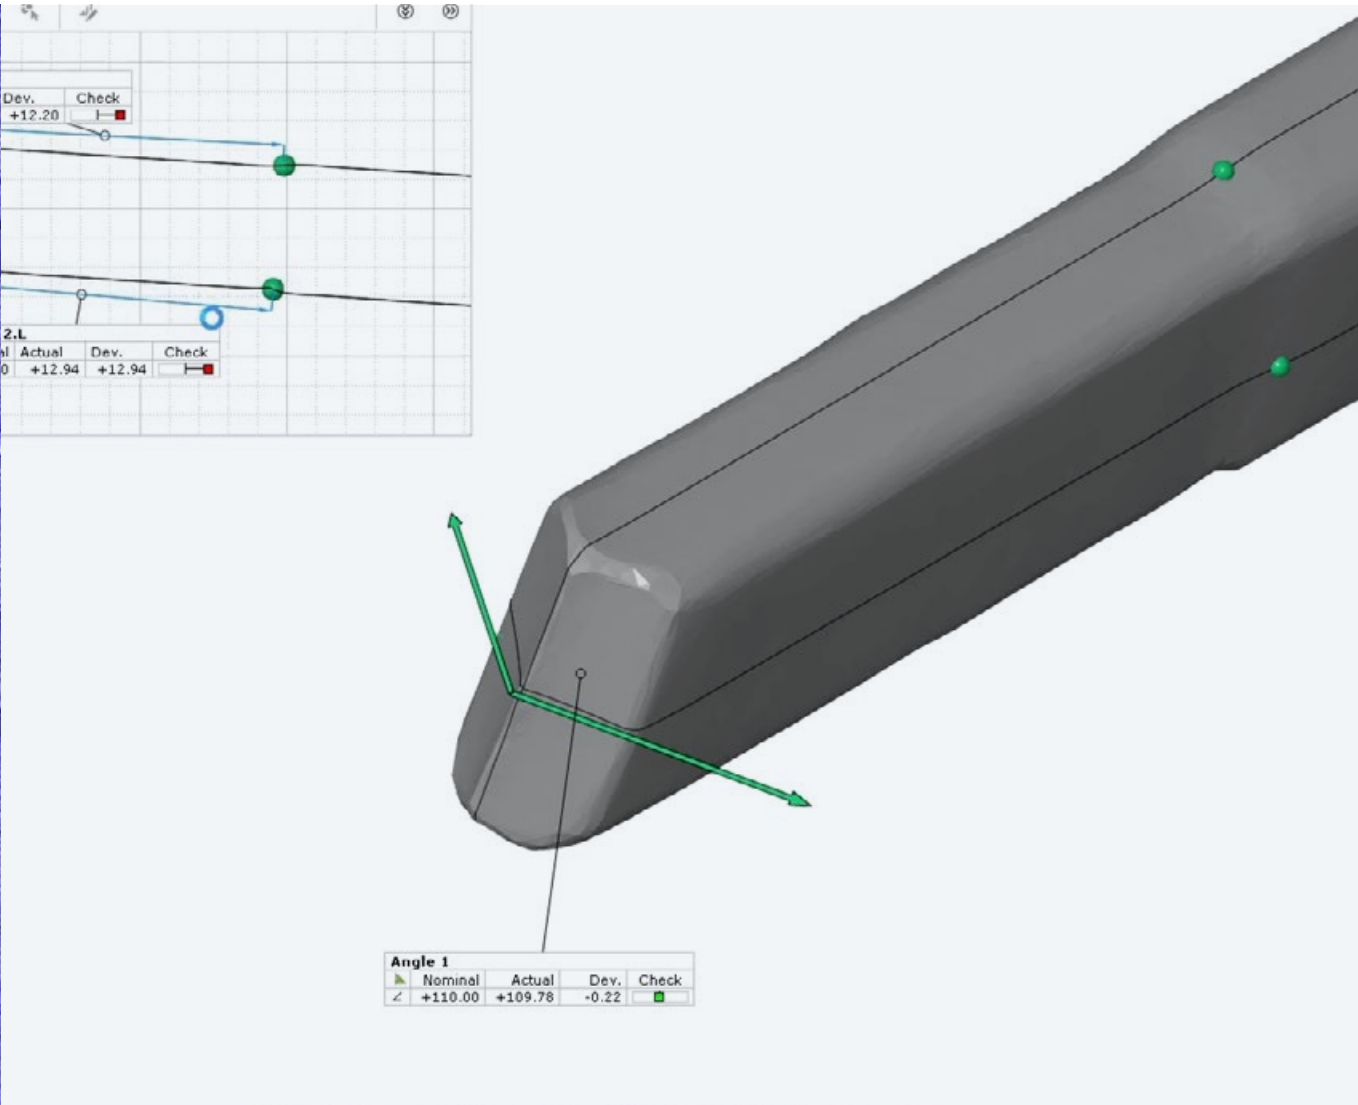 Dev. Check
+12.20
2.L
Actual Dev. Check
0 +12.94 +12.94
Angle 1
Nominal Actual Dev. Check
+110.00 +109.78 -0.22